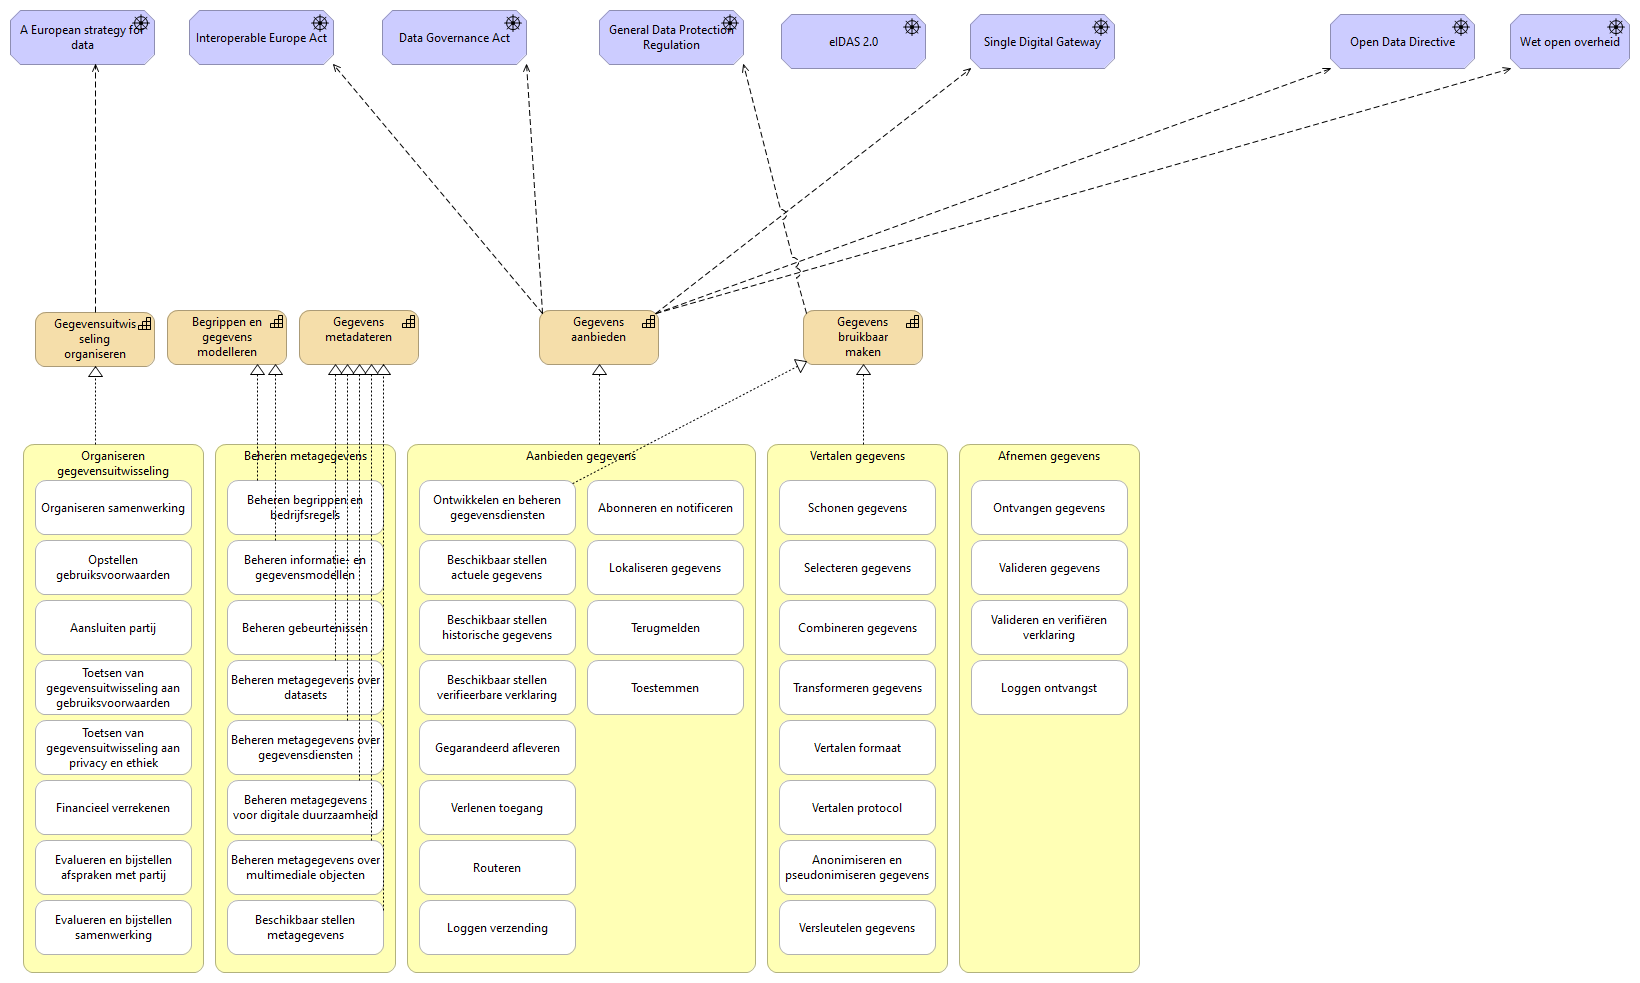 A European strategy for
data
Interoperable Europe Act
Data Governance Act
General Data Protection
Regulation
eIDAS 2.0
Single Digital Gateway
Open Data Directive
Wet open overheid
Gegevensuitwis
seling
organiseren
Begrippen en
gegevens
modelleren
Gegevens
metadateren
Gegevens
aanbieden
Gegevens
bruikbaar
maken
Organiseren
gegevensuitwisseling
Organiseren samenwerking
Opstellen
gebruiksvoorwaarden
Aansluiten partij
Toetsen van
gegevensuitwisseling aan
gebruiksvoorwaarden
Toetsen van
gegevensuitwisseling aan
privacy en ethiek
Financieel verrekenen
Evalueren en bijstellen
afspraken met partij
Evalueren en bijstellen
samenwerking
Beheren metagegevens
Beheren begrippen en
bedrijfsregels
Beheren informatie- en
gegevensmodellen
Beheren gebeurtenissen
Beheren metagegevens over
datasets
Beheren metagegevens over
gegevensdiensten
Beheren metagegevens
voor digitale duurzaamheid
Beheren metagegevens over
multimediale objecten
Beschikbaar stellen
metagegevens
Aanbieden gegevens
Ontwikkelen en beheren
gegevensdiensten
Beschikbaar stellen
actuele gegevens
Beschikbaar stellen
historische gegevens
Beschikbaar stellen
verifieerbare verklaring
Gegarandeerd afleveren
Verlenen toegang
Routeren
Loggen verzending
Abonneren en notificeren
Lokaliseren gegevens
Terugmelden
Toestemmen
Vertalen gegevens
Schonen gegevens
Selecteren gegevens
Combineren gegevens
Transformeren gegevens
Vertalen formaat
Vertalen protocol
Anonimiseren en
pseudonimiseren gegevens
Versleutelen gegevens
Afnemen gegevens
Ontvangen gegevens
Valideren gegevens
Valideren en verifiëren
verklaring
Loggen ontvangst